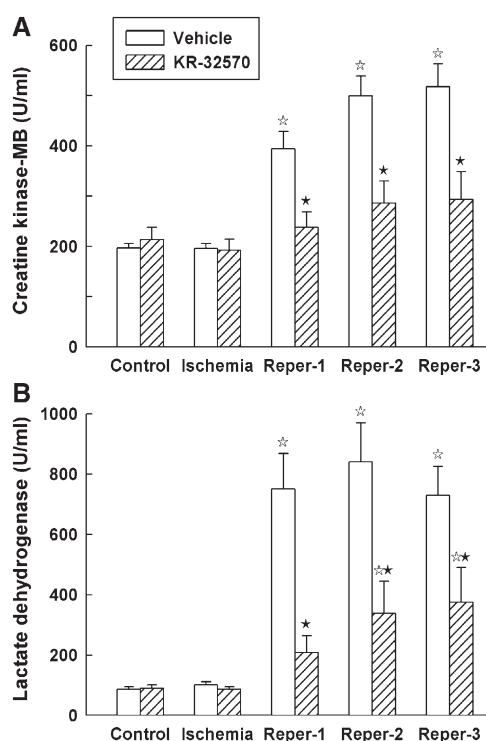 A
Vehicle
KR-32570
Creatine kinase-MB (U/ml)
600
400
200
0
☆
★
☆
★
☆
★
Control Ischemia Reper-1 Reper-2 Reper-3
B
Lactate dehydrogenase (U/ml)
1000
800
600
400
200
0
☆
★
☆
☆★
☆
☆★
Control Ischemia Reper-1 Reper-2 Reper-3